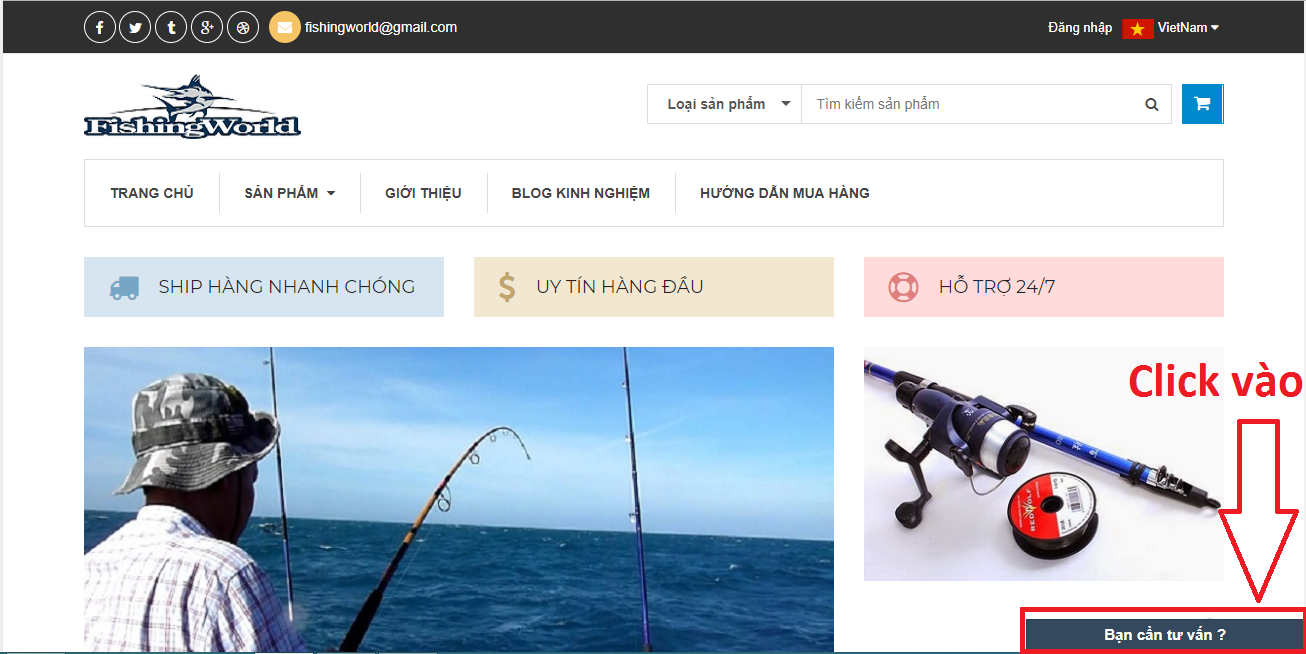 fishingworld@gmail.com
Đăng nhập
VietNam
FishingWorld
Loại sản phẩm
Tìm kiếm sản phẩm
TRANG CHỦ
SẢN PHẨM
GIỚI THIỆU
BLOG KINH NGHIỆM
HƯỚNG DẪN MUA HÀNG
SHIP HÀNG NHANH CHÓNG
UY TÍN HÀNG ĐẦU
HỖ TRỢ 24/7
Click vào
REDWOLF
Bạn cần tư vấn ?